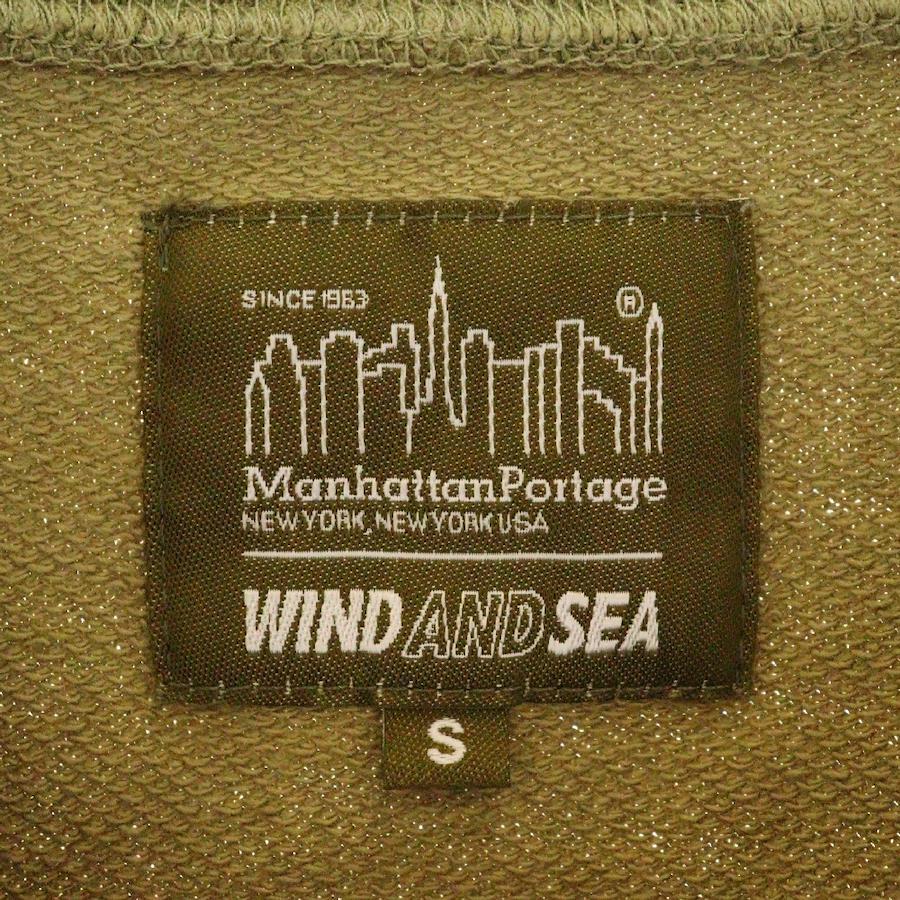 SINCE 1983
®
ManhattanPortage
NEW YORK, NEW YORK USA
WIND AND SEA
S